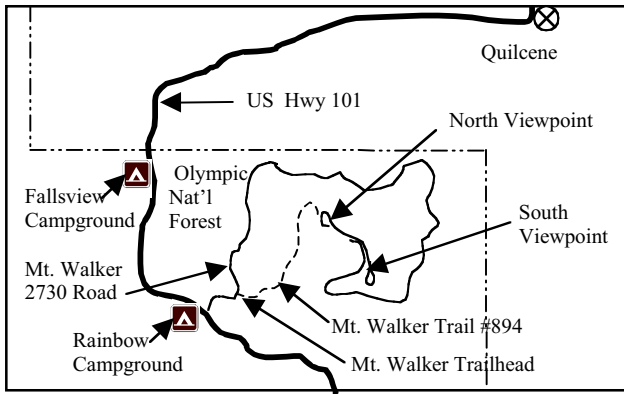 Quilcene
US Hwy 101
North Viewpoint
Olympic
Nat'l
Forest
Fallsview
Campground
South
Viewpoint
Mt. Walker
2730 Road
Mt. Walker Trail #894
Rainbow
Campground
Mt. Walker Trailhead